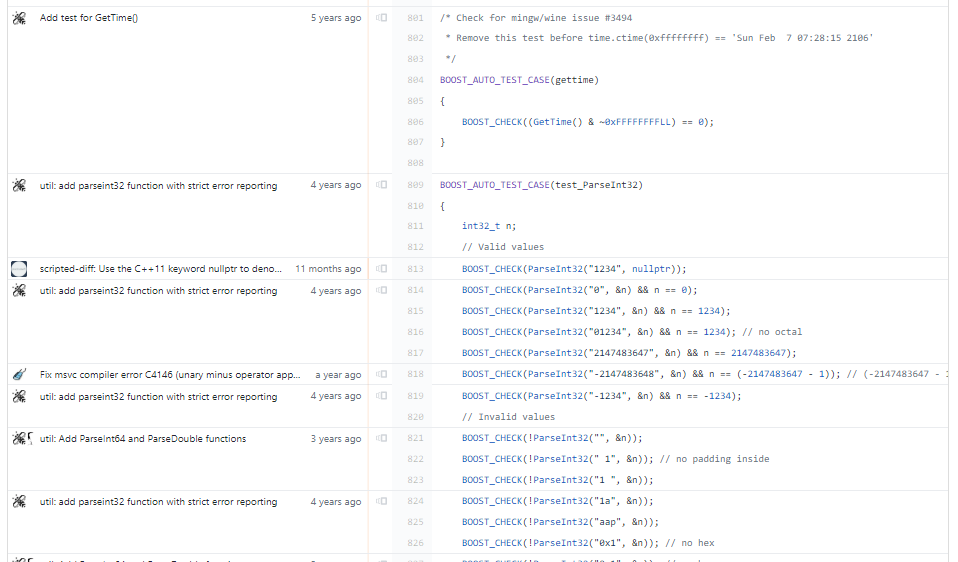 Add test for GetTime() 5 years ago 801 /* Check for mingw/wine issue #3494
802 * Remove this test before time.ctime(0xffffffff) == 'Sun Feb  7 07:28:15 2106'
803 */
804 BOOST_AUTO_TEST_CASE(gettime)
805 {
806 BOOST_CHECK((GetTime() & ~0xFFFFFFFFLL) == 0);
807 }
808
util: add parseint32 function with strict error reporting 4 years ago 809 BOOST_AUTO_TEST_CASE(test_ParseInt32)
810 {
811 int32_t n;
812 // Valid values
scripted-diff: Use the C++11 keyword nullptr to deno... 11 months ago 813 BOOST_CHECK(ParseInt32("1234", nullptr));
util: add parseint32 function with strict error reporting 4 years ago 814 BOOST_CHECK(ParseInt32("0", &n) && n == 0);
815 BOOST_CHECK(ParseInt32("1234", &n) && n == 1234);
816 BOOST_CHECK(ParseInt32("01234", &n) && n == 1234); // no octal
817 BOOST_CHECK(ParseInt32("2147483647", &n) && n == 2147483647);
Fix msvc compiler error C4146 (unary minus operator app... a year ago 818 BOOST_CHECK(ParseInt32("-2147483648", &n) && n == (-2147483647 - 1)); // (-2147483647 -
util: add parseint32 function with strict error reporting 4 years ago 819 BOOST_CHECK(ParseInt32("-1234", &n) && n == -1234);
820 // Invalid values
util: Add ParseInt64 and ParseDouble functions 3 years ago 821 BOOST_CHECK(!ParseInt32("", &n));
822 BOOST_CHECK(!ParseInt32(" 1", &n)); // no padding inside
823 BOOST_CHECK(!ParseInt32("1 ", &n));
util: add parseint32 function with strict error reporting 4 years ago 824 BOOST_CHECK(!ParseInt32("1a", &n));
825 BOOST_CHECK(!ParseInt32("aap", &n));
826 BOOST_CHECK(!ParseInt32("0x1", &n)); // no hex